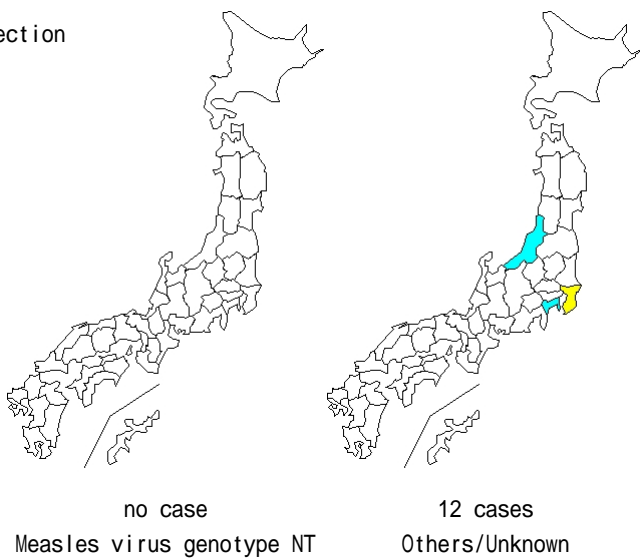 ection
no case
12 cases
Measles virus genotype NT
Others/Unknown